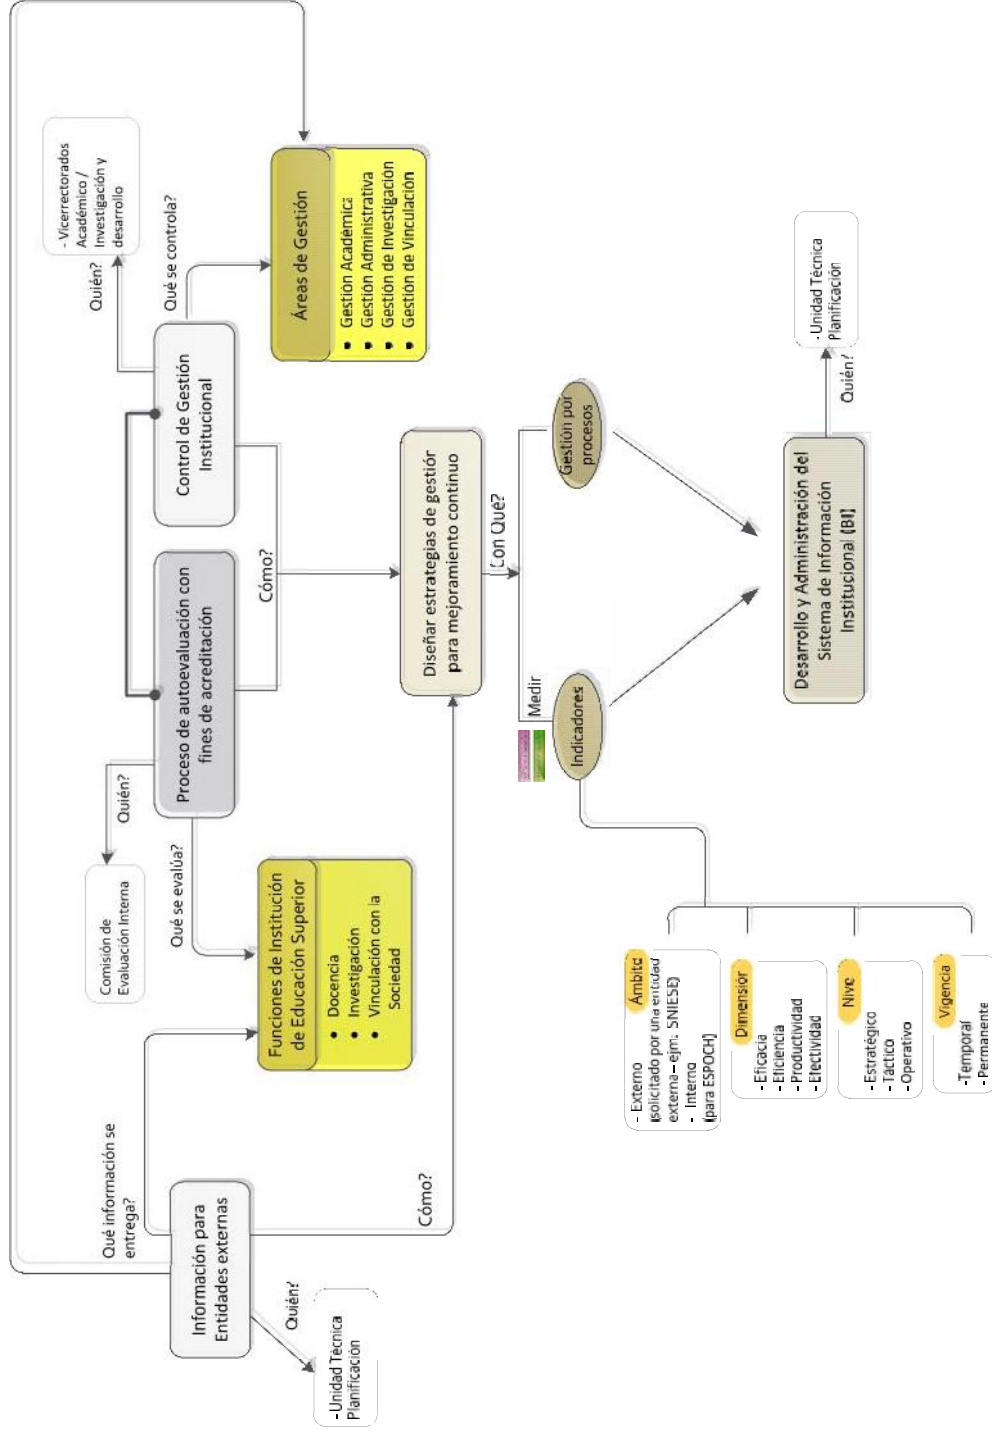 Qué información se
entrega?
Información para
Entidades externas
Quién?
-Unidad Técnica
Planificación
Cómo?
Comisión de
Evaluación Interna
Quién?
Qué se evalúa?
Funciones de Institución
de Educación Superior
• Docencia
• Investigación
• Vinculación con la
Sociedad
Proceso de autoevaluación con
fines de acreditación
Control de Gestión
Institucional
Quién?
- Vicerrectorados
Académico /
Investigación y
desarrollo
Qué se controla?
Áreas de Gestión
• Gestión Académica
• Gestión Administrativa
• Gestión de Investigación
• Gestión de Vinculación
Cómo?
Diseñar estrategias de gestión
para mejoramiento continuo
Con Qué?
Medir
Indicadores
Gestión por
procesos
Desarrollo y Administración del
Sistema de Información
Institucional (BI)
Quién?
-Unidad Técnica
Planificación
Ámbito
- Externo
(solicitado por una entidad
externa – ejm: SNIESE)
- Interno
(para ESPOCH)
Dimensión
- Eficacia
- Eficiencia
- Productividad
- Efectividad
Nive
- Estratégico
- Táctico
- Operativo
Vigencia
-Temporal
- Permanente